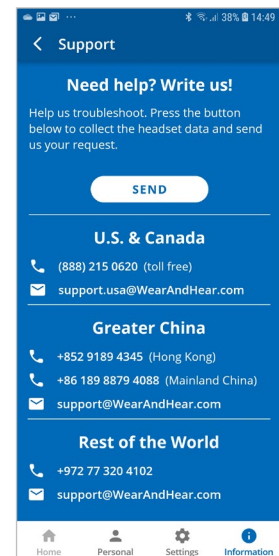 38% 14:49
Support
Need help? Write us!
Help us troubleshoot. Press the button
below to collect the headset data and send
us your request.
SEND
U.S. & Canada
(888) 215 0620 (toll free)
support.usa@WearAndHear.com
Greater China
+852 9189 4345 (Hong Kong)
+86 189 8879 4088 (Mainland China)
support@WearAndHear.com
Rest of the World
+972 77 320 4102
support@WearAndHear.com
Home Personal Settings Information